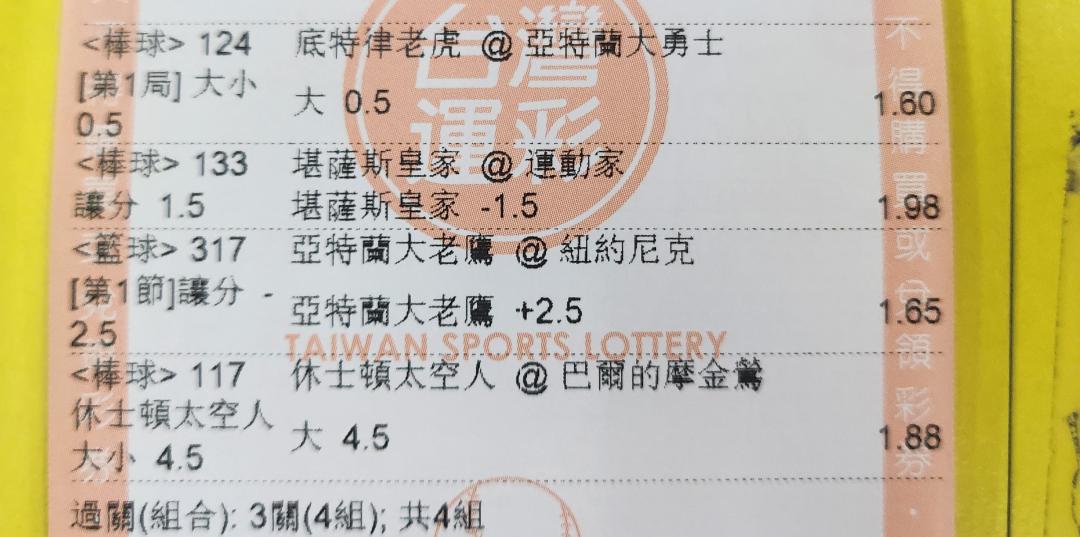 <棒球> 124 底特律老虎 @ 亞特蘭大勇士
[第1局] 大小 0.5 大 0.5 1.60
<棒球> 133 堪薩斯皇家 @ 運動家
讓分 1.5 堪薩斯皇家 -1.5 1.98
<籃球> 317 亞特蘭大老鷹 @ 紐約尼克
[第1節]讓分 -2.5 亞特蘭大老鷹 +2.5 1.65
<棒球> 117 休士頓太空人 @ 巴爾的摩金鶯
休士頓太空人 大小 4.5 大 4.5 1.88
過關(組合): 3關(4組); 共4組
台灣
運彩
TAIWAN SPORTS LOTTERY
不得購買或兌領彩券